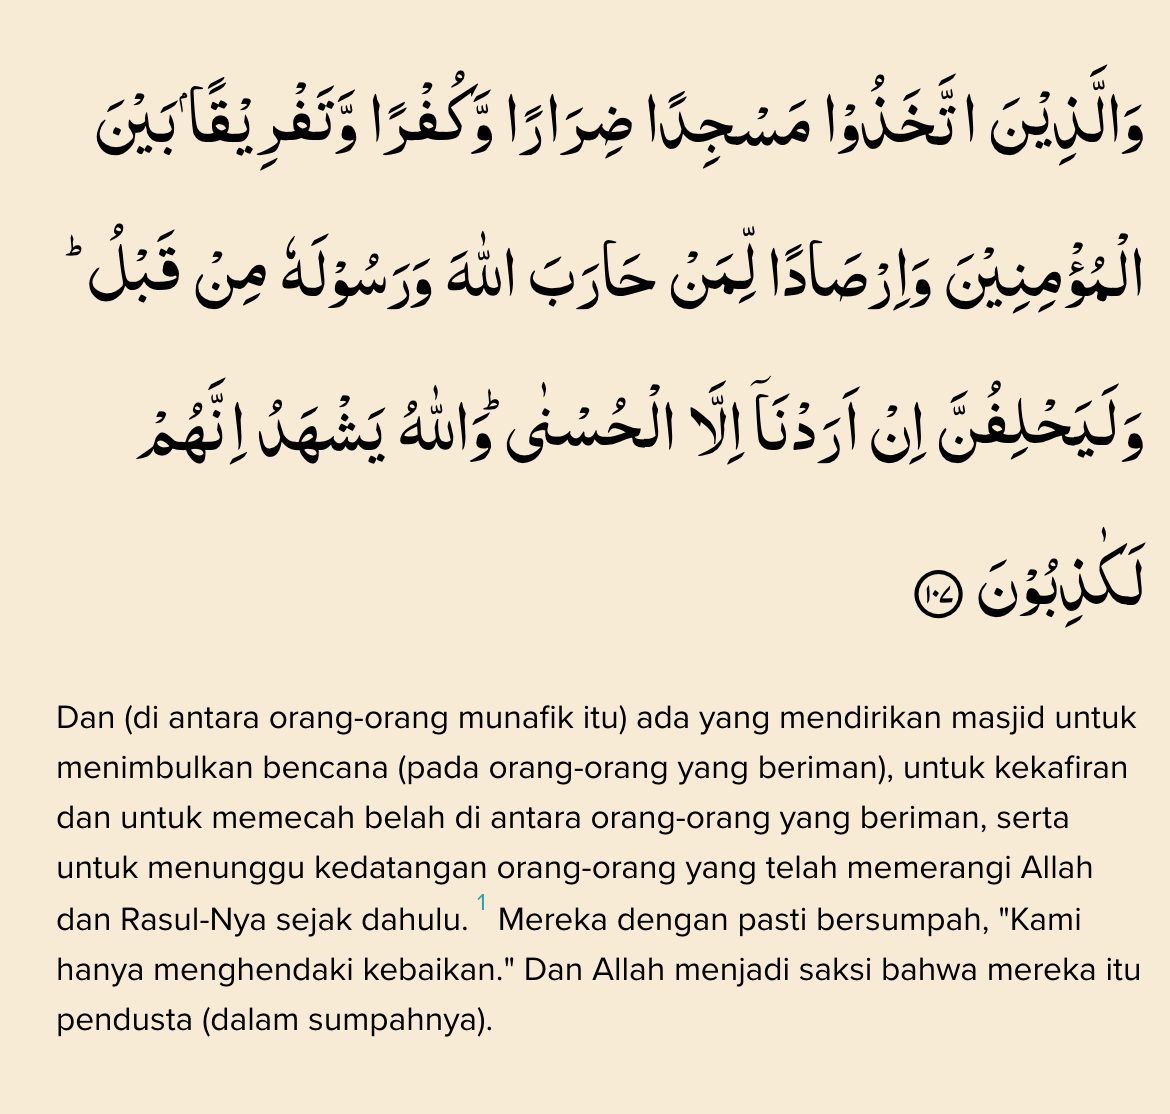 وَالَّذِيْنَ اتَّخَذُوْا مَسْجِدًا ضِرَارًا وَّكُفْرًا وَّتَفْرِيْقًاۢ بَيْنَ
الْمُؤْمِنِيْنَ وَاِرْصَادًا لِّمَنْ حَارَبَ اللّٰهَ وَرَسُوْلَهٗ مِنْ قَبْلُ ۗ
وَلَيَحْلِفُنَّ اِنْ اَرَدْنَآ اِلَّا الْحُسْنٰى ۗوَاللّٰهُ يَشْهَدُ اِنَّهُمْ
لَكٰذِبُوْنَ ١٠٧
Dan (di antara orang-orang munafik itu) ada yang mendirikan masjid untuk
menimbulkan bencana (pada orang-orang yang beriman), untuk kekafiran
dan untuk memecah belah di antara orang-orang yang beriman, serta
untuk menunggu kedatangan orang-orang yang telah memerangi Allah
dan Rasul-Nya sejak dahulu. 1 Mereka dengan pasti bersumpah, "Kami
hanya menghendaki kebaikan." Dan Allah menjadi saksi bahwa mereka itu
pendusta (dalam sumpahnya).